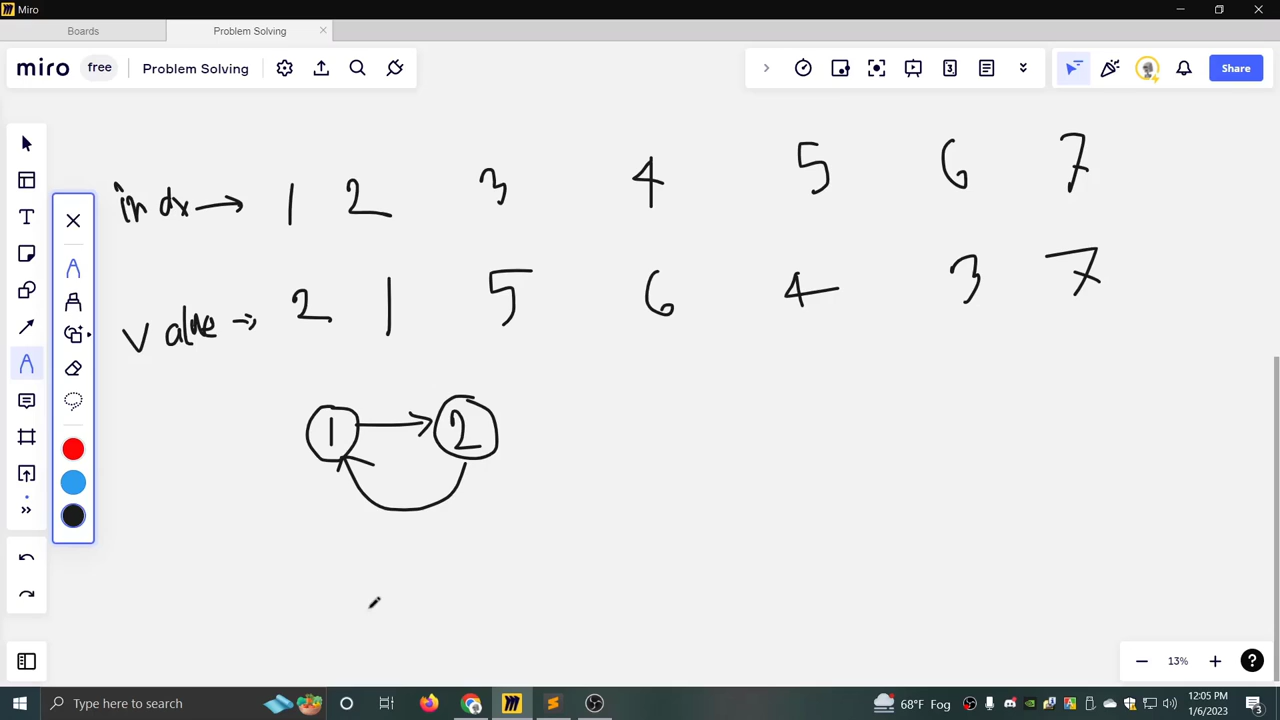 Miro
Boards
Problem Solving
miro free Problem Solving
3
Share
indx → 1 2 3 4 5 6 7
value → 2 1 5 6 4 3 7
1 → 2
13%
Type here to search
68°F Fog
12:05 PM
1/6/2023
3